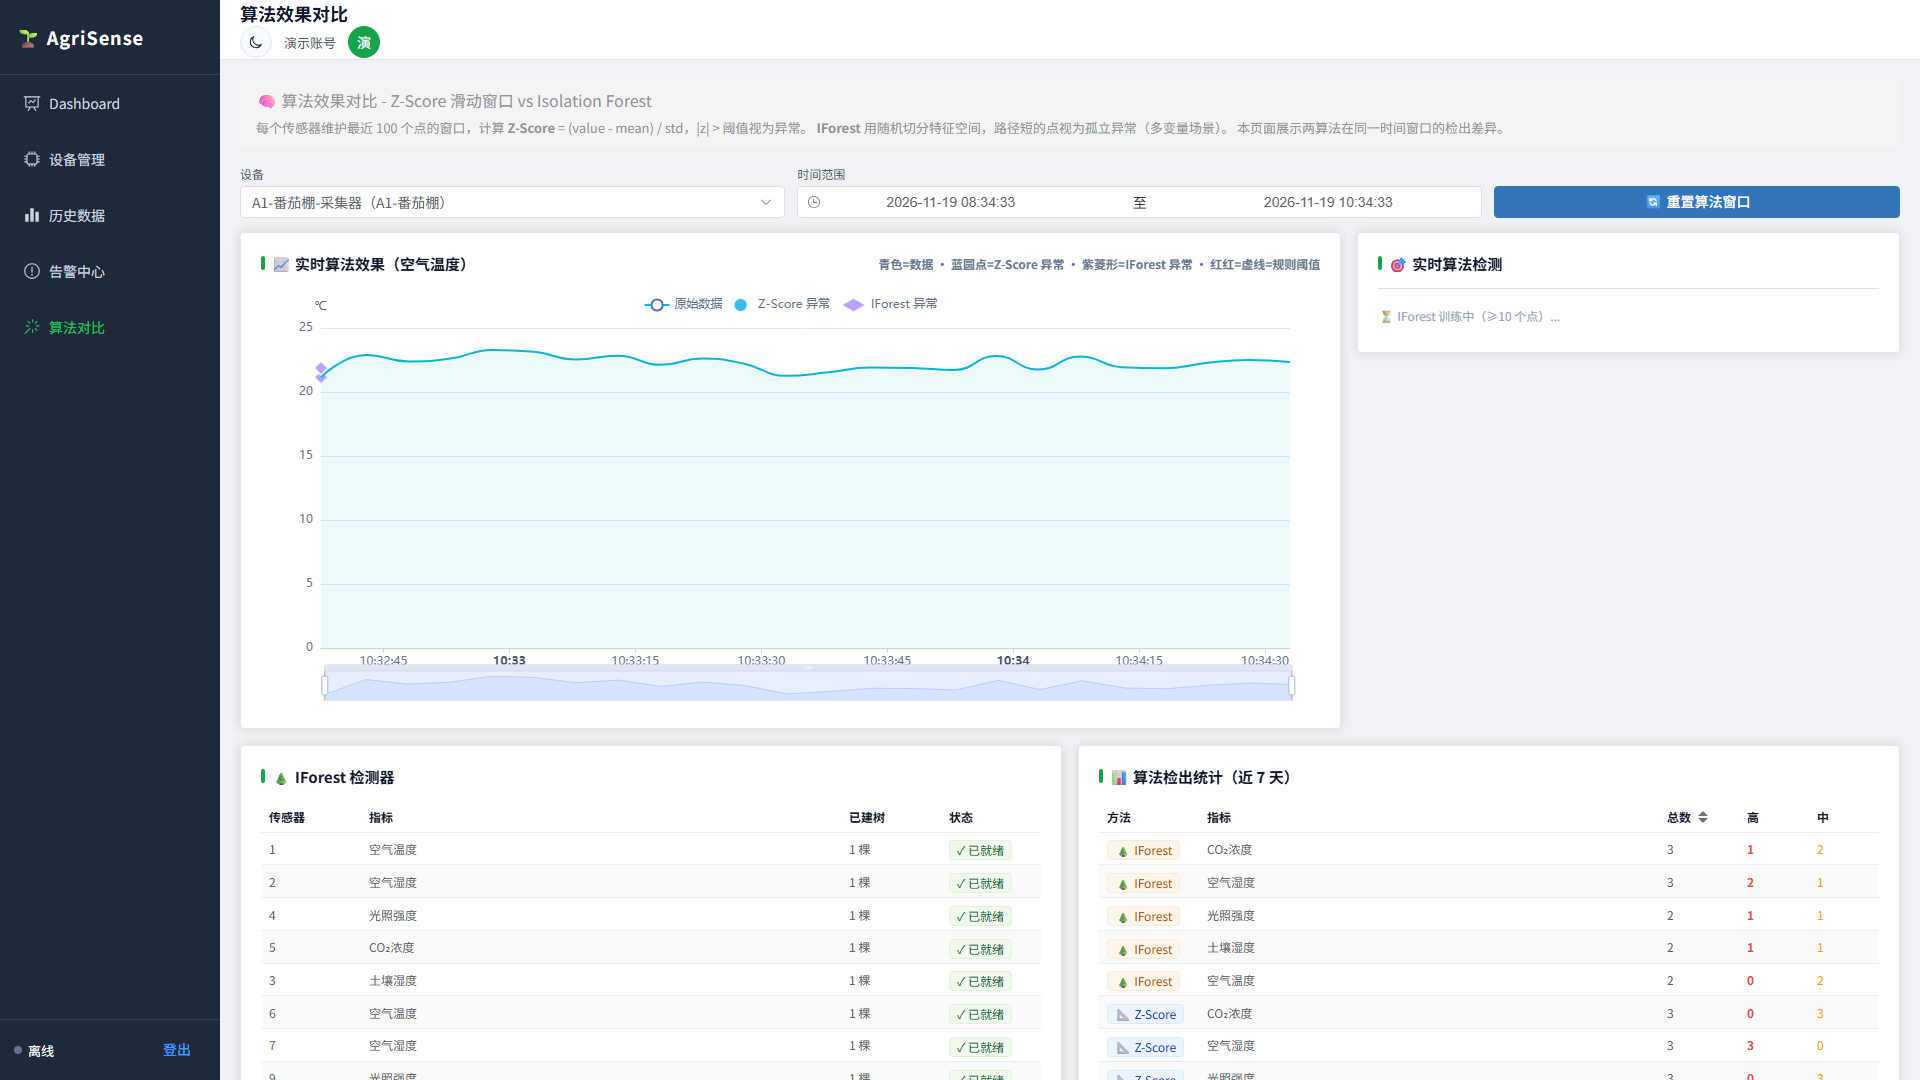 AgriSense
Dashboard
设备管理
历史数据
告警中心
算法对比
离线
登出
算法效果对比
演示账号
演
算法效果对比 - Z-Score 滑动窗口 vs Isolation Forest
每个传感器维护最近 100 个点的窗口，计算 Z-Score = (value - mean) / std，|z| > 阈值视为异常。 IForest 用随机切分特征空间，路径短的点视为孤立异常（多变量场景）。 本页面展示两算法在同一时间窗口的检出差异。
设备
时间范围
A1-番茄棚-采集器（A1-番茄棚）
2026-11-19 08:34:33 至 2026-11-19 10:34:33
重置算法窗口
实时算法效果（空气温度）
青色=数据 • 蓝圆点=Z-Score 异常 • 紫菱形=IForest 异常 • 红红=虚线=规则阈值
℃
原始数据 Z-Score 异常 IForest 异常
25
20
15
10
5
0
10:32:45 10:33 10:33:15 10:33:30 10:33:45 10:34 10:34:15 10:34:30
实时算法检测
IForest 训练中（≥10 个点）...
IForest 检测器
传感器 指标 已建树 状态
1 空气温度 1 棵 ✓ 已就绪
2 空气湿度 1 棵 ✓ 已就绪
4 光照强度 1 棵 ✓ 已就绪
5 CO₂浓度 1 棵 ✓ 已就绪
3 土壤湿度 1 棵 ✓ 已就绪
6 空气温度 1 棵 ✓ 已就绪
7 空气湿度 1 棵 ✓ 已就绪
9 光照强度 1 棵 ✓ 已就绪
算法检出统计（近 7 天）
方法 指标 总数 高 中
IForest CO₂浓度 3 1 2
IForest 空气湿度 3 2 1
IForest 光照强度 2 1 1
IForest 土壤湿度 2 1 1
IForest 空气温度 2 0 2
Z-Score CO₂浓度 3 0 3
Z-Score 空气湿度 3 3 0
Z-Score 光照强度 3 0 3